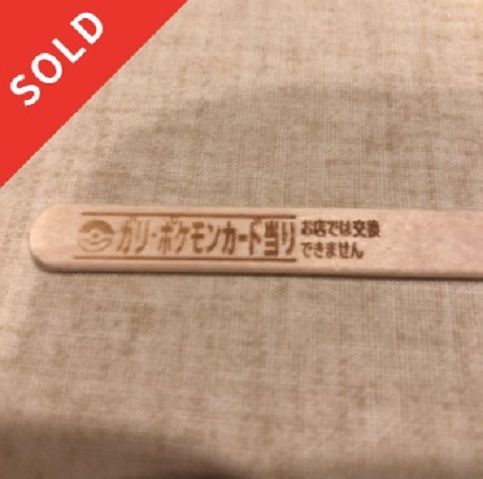 SOLD
ガリ・ポケモンカード当り
お店では交換
できません